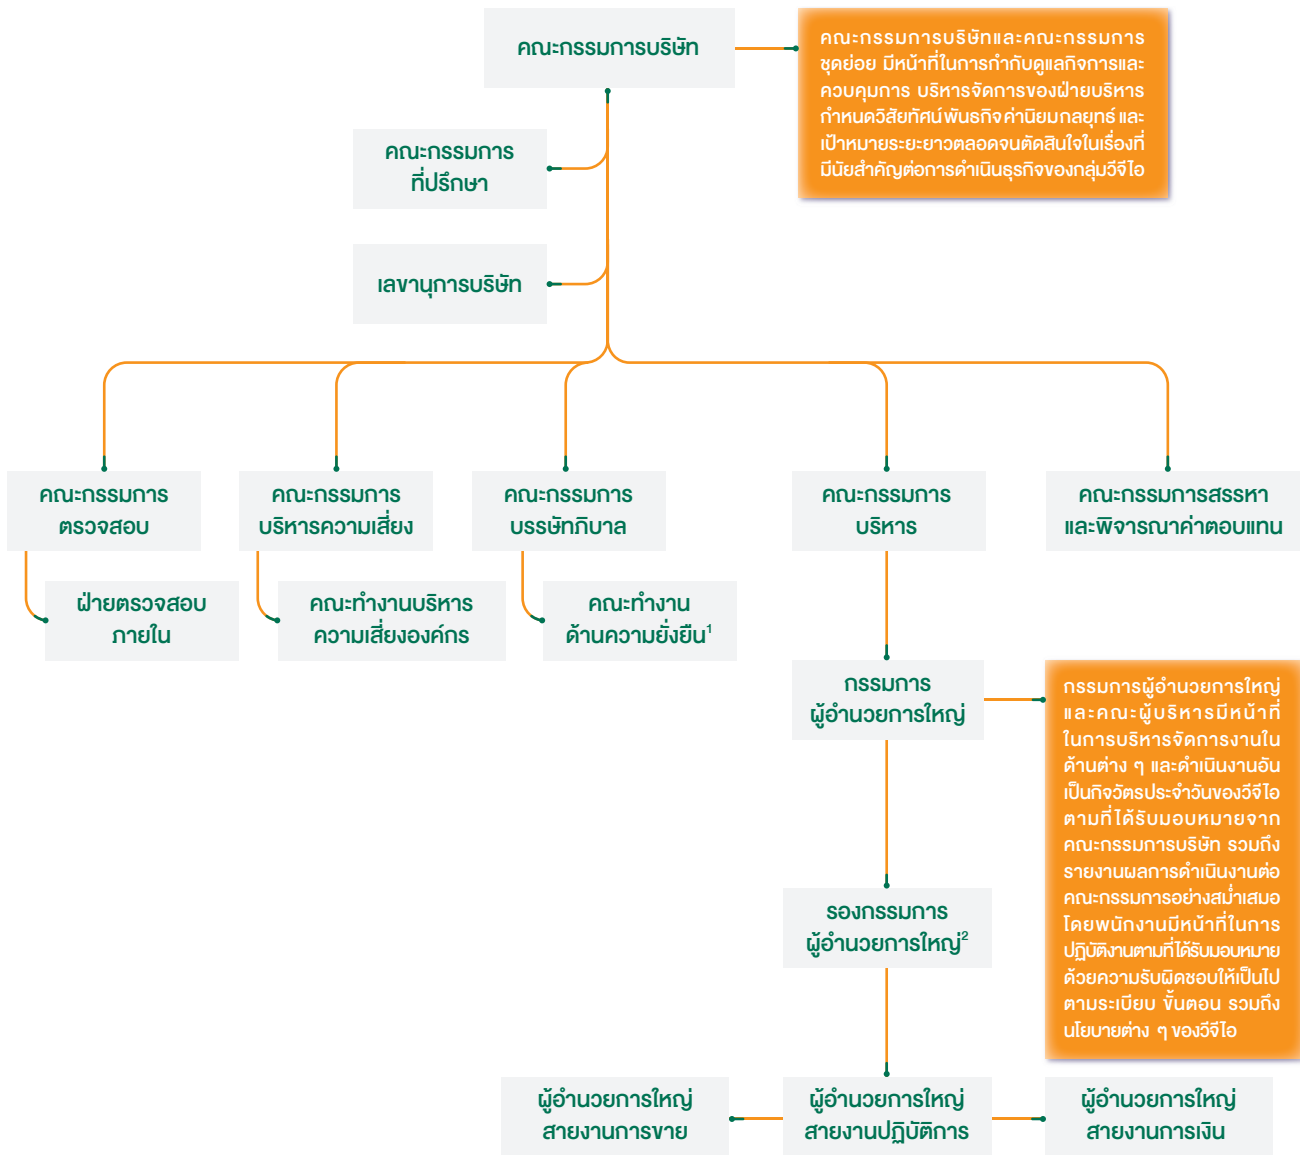 คณะกรรมการบริษัท
คณะกรรมการบริษัทและคณะกรรมการ
ชุดย่อย มีหน้าที่ในการกำกับดูแลกิจการและ
ควบคุมการ บริหารจัดการของฝ่ายบริหาร
กำหนดวิสัยทัศน์ พันธกิจ ค่านิยม กลยุทธ์ และ
เป้าหมายระยะยาวตลอดจนตัดสินใจในเรื่องที่
มีนัยสำคัญต่อการดำเนินธุรกิจของกลุ่มวีจีไอ
คณะกรรมการ
ที่ปรึกษา
เลขานุการบริษัท
คณะกรรมการ
ตรวจสอบ
คณะกรรมการ
บริหารความเสี่ยง
คณะกรรมการ
บรรษัทภิบาล
คณะกรรมการ
บริหาร
คณะกรรมการสรรหา
และพิจารณาค่าตอบแทน
ฝ่ายตรวจสอบ
ภายใน
คณะทำงานบริหาร
ความเสี่ยงองค์กร
คณะทำงาน
ด้านความยั่งยืน¹
กรรมการ
ผู้อำนวยการใหญ่
กรรมการผู้อำนวยการใหญ่
และคณะผู้บริหารมีหน้าที่
ในการบริหารจัดการงานใน
ด้านต่าง ๆ และดำเนินงานอัน
เป็นกิจวัตรประจำวันของวีจีไอ
ตามที่ได้รับมอบหมายจาก
คณะกรรมการบริษัท รวมถึง
รายงานผลการดำเนินงานต่อ
คณะกรรมการอย่างสม่ำเสมอ
โดยพนักงานมีหน้าที่ในการ
ปฏิบัติงานตามที่ได้รับมอบหมาย
ด้วยความรับผิดชอบให้เป็นไป
ตามระเบียบ ขั้นตอน รวมถึง
นโยบายต่าง ๆ ของวีจีไอ
รองกรรมการ
ผู้อำนวยการใหญ่²
ผู้อำนวยการใหญ่
สายงานการขาย
ผู้อำนวยการใหญ่
สายงานปฏิบัติการ
ผู้อำนวยการใหญ่
สายงานการเงิน